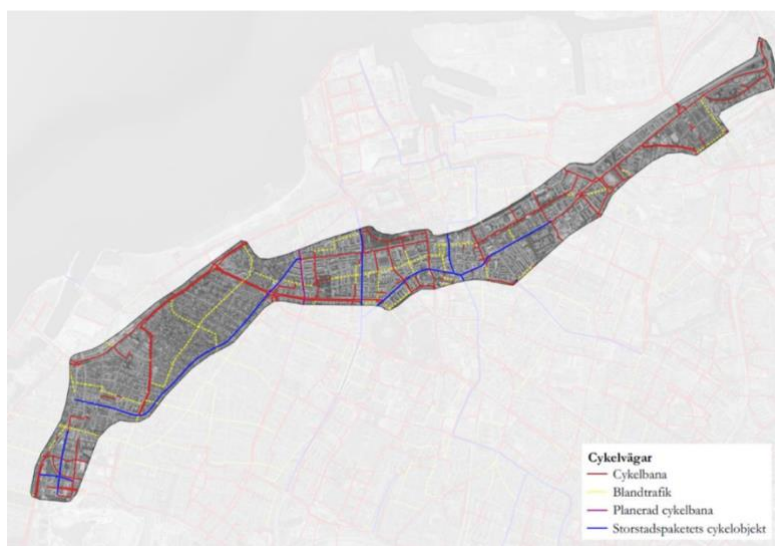 Cykelvägar
Cykelbana
Blandtrafik
Planerad cykelbana
Storstadspaketets cykelobjekt